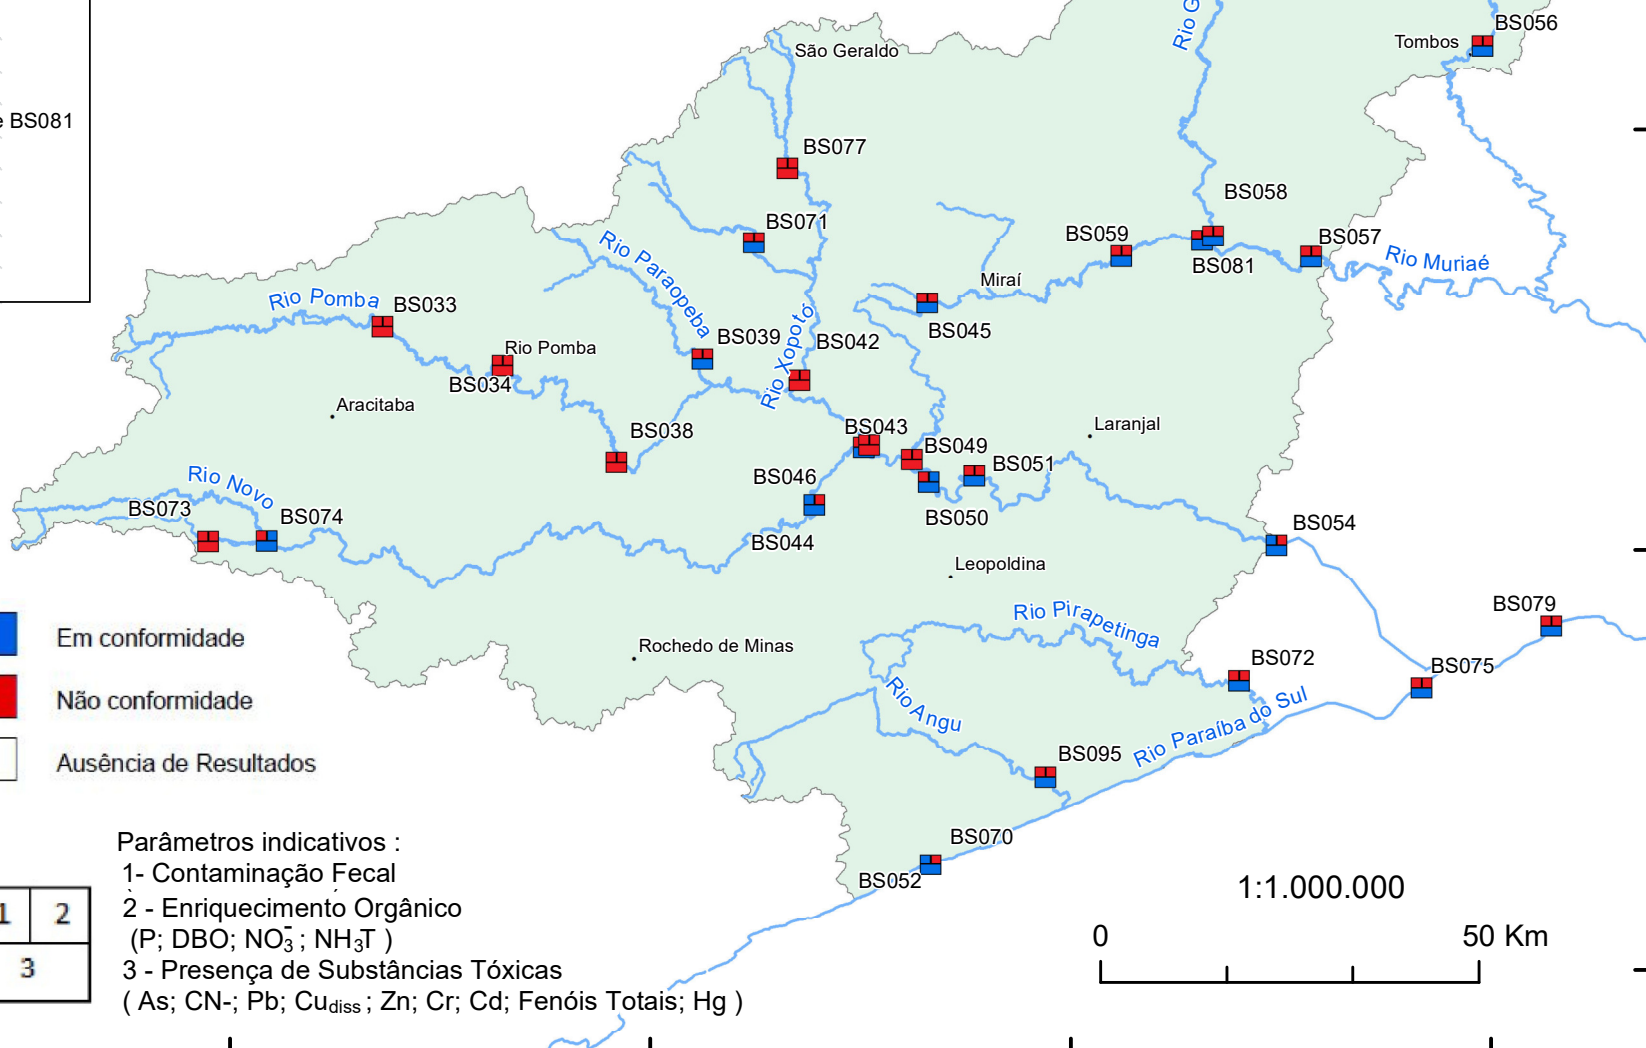 BS056
Tombos
Rio G
São Geraldo
e BS081
BS077
BS058
BS071
BS059
BS057
Rio Paraopeba
BS081
Rio Muriaé
Miraí
Rio Pomba
BS033
BS045
BS039
BS042
Rio Xopotó
Rio Pomba
BS034
Aracitaba
Laranjal
BS038
BS043
BS049
BS051
Rio Novo
BS046
BS073
BS074
BS050
BS054
BS044
Leopoldina
BS079
Rio Pirapetinga
Em conformidade
Rochedo de Minas
BS072
BS075
Rio Angu
Não conformidade
Rio Paraíba do Sul
BS095
Ausência de Resultados
BS070
BS052
Parâmetros indicativos :
1- Contaminação Fecal
1 2
2 - Enriquecimento Orgânico
(P; DBO; NO₃⁻ ; NH₃T )
3
3 - Presença de Substâncias Tóxicas
( As; CN-; Pb; Cudiss ; Zn; Cr; Cd; Fenóis Totais; Hg )
1:1.000.000
0 50 Km